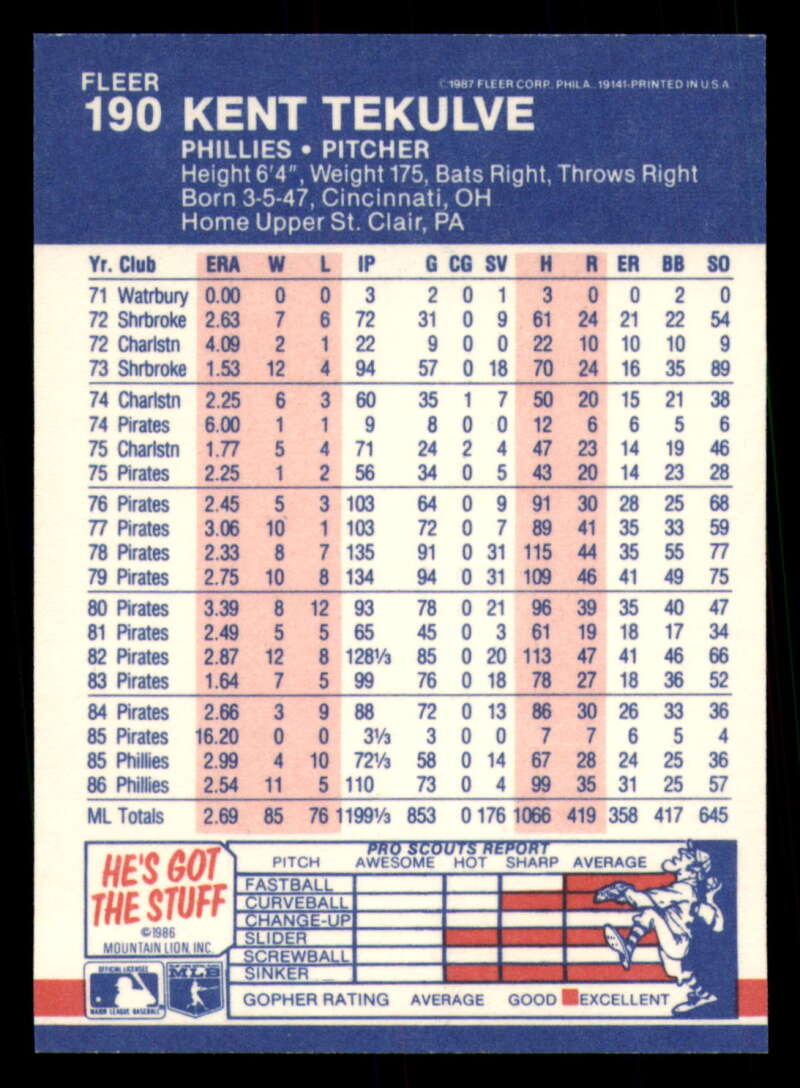 FLEER
©1987 FLEER CORP. PHILA., 19141-PRINTED IN U.S.A.
190 KENT TEKULVE
PHILLIES • PITCHER
Height 6'4", Weight 175, Bats Right, Throws Right
Born 3-5-47, Cincinnati, OH
Home Upper St. Clair, PA
Yr. Club ERA W L IP G CG SV H R ER BB SO
71 Watrbury 0.00 0 0 3 2 0 1 3 0 0 2 0
72 Shrbroke 2.63 7 6 72 31 0 9 61 24 21 22 54
72 Charlstn 4.09 2 1 22 9 0 0 22 10 10 10 9
73 Shrbroke 1.53 12 4 94 57 0 18 70 24 16 35 89
74 Charlstn 2.25 6 3 60 35 1 7 50 20 15 21 38
74 Pirates 6.00 1 1 9 8 0 0 12 6 6 5 6
75 Charlstn 1.77 5 4 71 24 2 4 47 23 14 19 46
75 Pirates 2.25 1 2 56 34 0 5 43 20 14 23 28
76 Pirates 2.45 5 3 103 64 0 9 91 30 28 25 68
77 Pirates 3.06 10 1 103 72 0 7 89 41 35 33 59
78 Pirates 2.33 8 7 135 91 0 31 115 44 35 55 77
79 Pirates 2.75 10 8 134 94 0 31 109 46 41 49 75
80 Pirates 3.39 8 12 93 78 0 21 96 39 35 40 47
81 Pirates 2.49 5 5 65 45 0 3 61 19 18 17 34
82 Pirates 2.87 12 8 128⅓ 85 0 20 113 47 41 46 66
83 Pirates 1.64 7 5 99 76 0 18 78 27 18 36 52
84 Pirates 2.66 3 9 88 72 0 13 86 30 26 33 36
85 Pirates 16.20 0 0 3⅓ 3 0 0 7 7 6 5 4
85 Phillies 2.99 4 10 72⅓ 58 0 14 67 28 24 25 36
86 Phillies 2.54 11 5 110 73 0 4 99 35 31 25 57
ML Totals 2.69 85 76 1199⅓ 853 0 176 1066 419 358 417 645
HE'S GOT
THE STUFF
©1986
MOUNTAIN LION, INC.
PRO SCOUTS REPORT
PITCH AWESOME HOT SHARP AVERAGE
FASTBALL
CURVEBALL
CHANGE-UP
SLIDER
SCREWBALL
SINKER
GOPHER RATING AVERAGE GOOD EXCELLENT
OFFICIAL LICENSEE
MAJOR LEAGUE BASEBALL
MLB